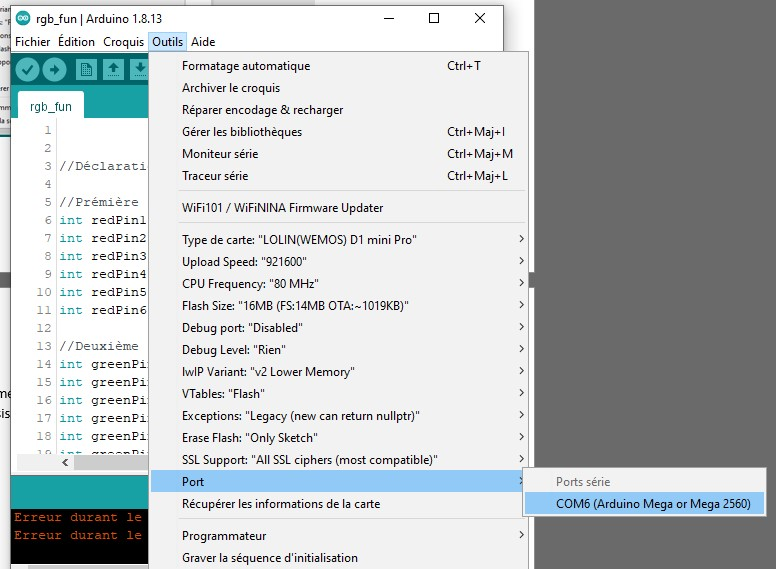 rgb_fun | Arduino 1.8.13
Fichier Édition Croquis Outils Aide
rgb_fun
Formatage automatique Ctrl+T
Archiver le croquis
Réparer encodage & recharger
Gérer les bibliothèques Ctrl+Maj+I
Moniteur série Ctrl+Maj+M
Traceur série Ctrl+Maj+L
WiFi101 / WiFiNINA Firmware Updater
Type de carte: "LOLIN(WEMOS) D1 mini Pro"
Upload Speed: "921600"
CPU Frequency: "80 MHz"
Flash Size: "16MB (FS:14MB OTA:~1019KB)"
Debug port: "Disabled"
Debug Level: "Rien"
lwIP Variant: "v2 Lower Memory"
VTables: "Flash"
Exceptions: "Legacy (new can return nullptr)"
Erase Flash: "Only Sketch"
SSL Support: "All SSL ciphers (most compatible)"
Port
Récupérer les informations de la carte
Programmateur
Graver la séquence d'initialisation
Ports série
COM6 (Arduino Mega or Mega 2560)
1
2
3 //Déclarati
4
5 //Prémière
6 int redPin1
7 int redPin2
8 int redPin3
9 int redPin4
10 int redPin5
11 int redPin6
12
13 //Deuxième
14 int greenPi
15 int greenPi
16 int greenPi
17 int greenPi
18 int greenPi
19 int greenPi
Erreur durant le
Erreur durant le